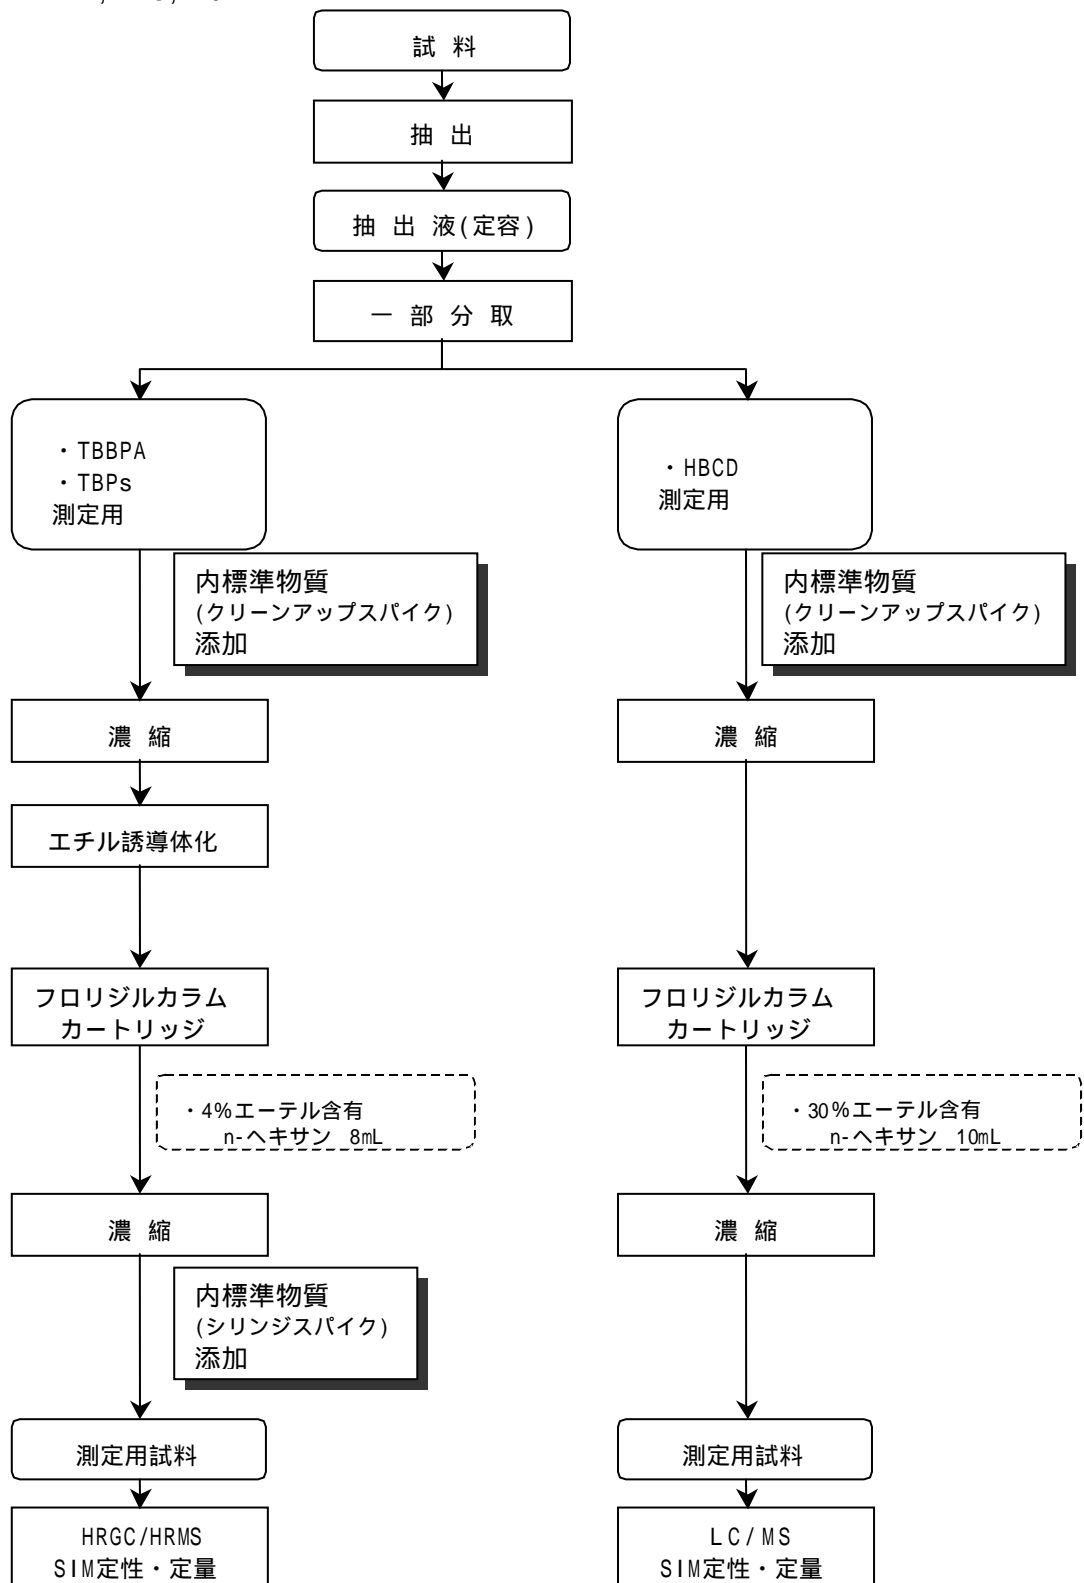 試 料
抽 出
抽 出 液(定容)
一 部 分 取
・TBBPA
・TBPs
測定用
・HBCD
測定用
内標準物質
(クリーンアップスパイク)
添加
内標準物質
(クリーンアップスパイク)
添加
濃 縮
濃 縮
エチル誘導体化
フロリジルカラム
カートリッジ
フロリジルカラム
カートリッジ
・4%エーテル含有
n-ヘキサン 8mL
・30%エーテル含有
n-ヘキサン 10mL
濃 縮
濃 縮
内標準物質
(シリンジスパイク)
添加
測定用試料
測定用試料
HRGC/HRMS
SIM定性・定量
LC/MS
SIM定性・定量